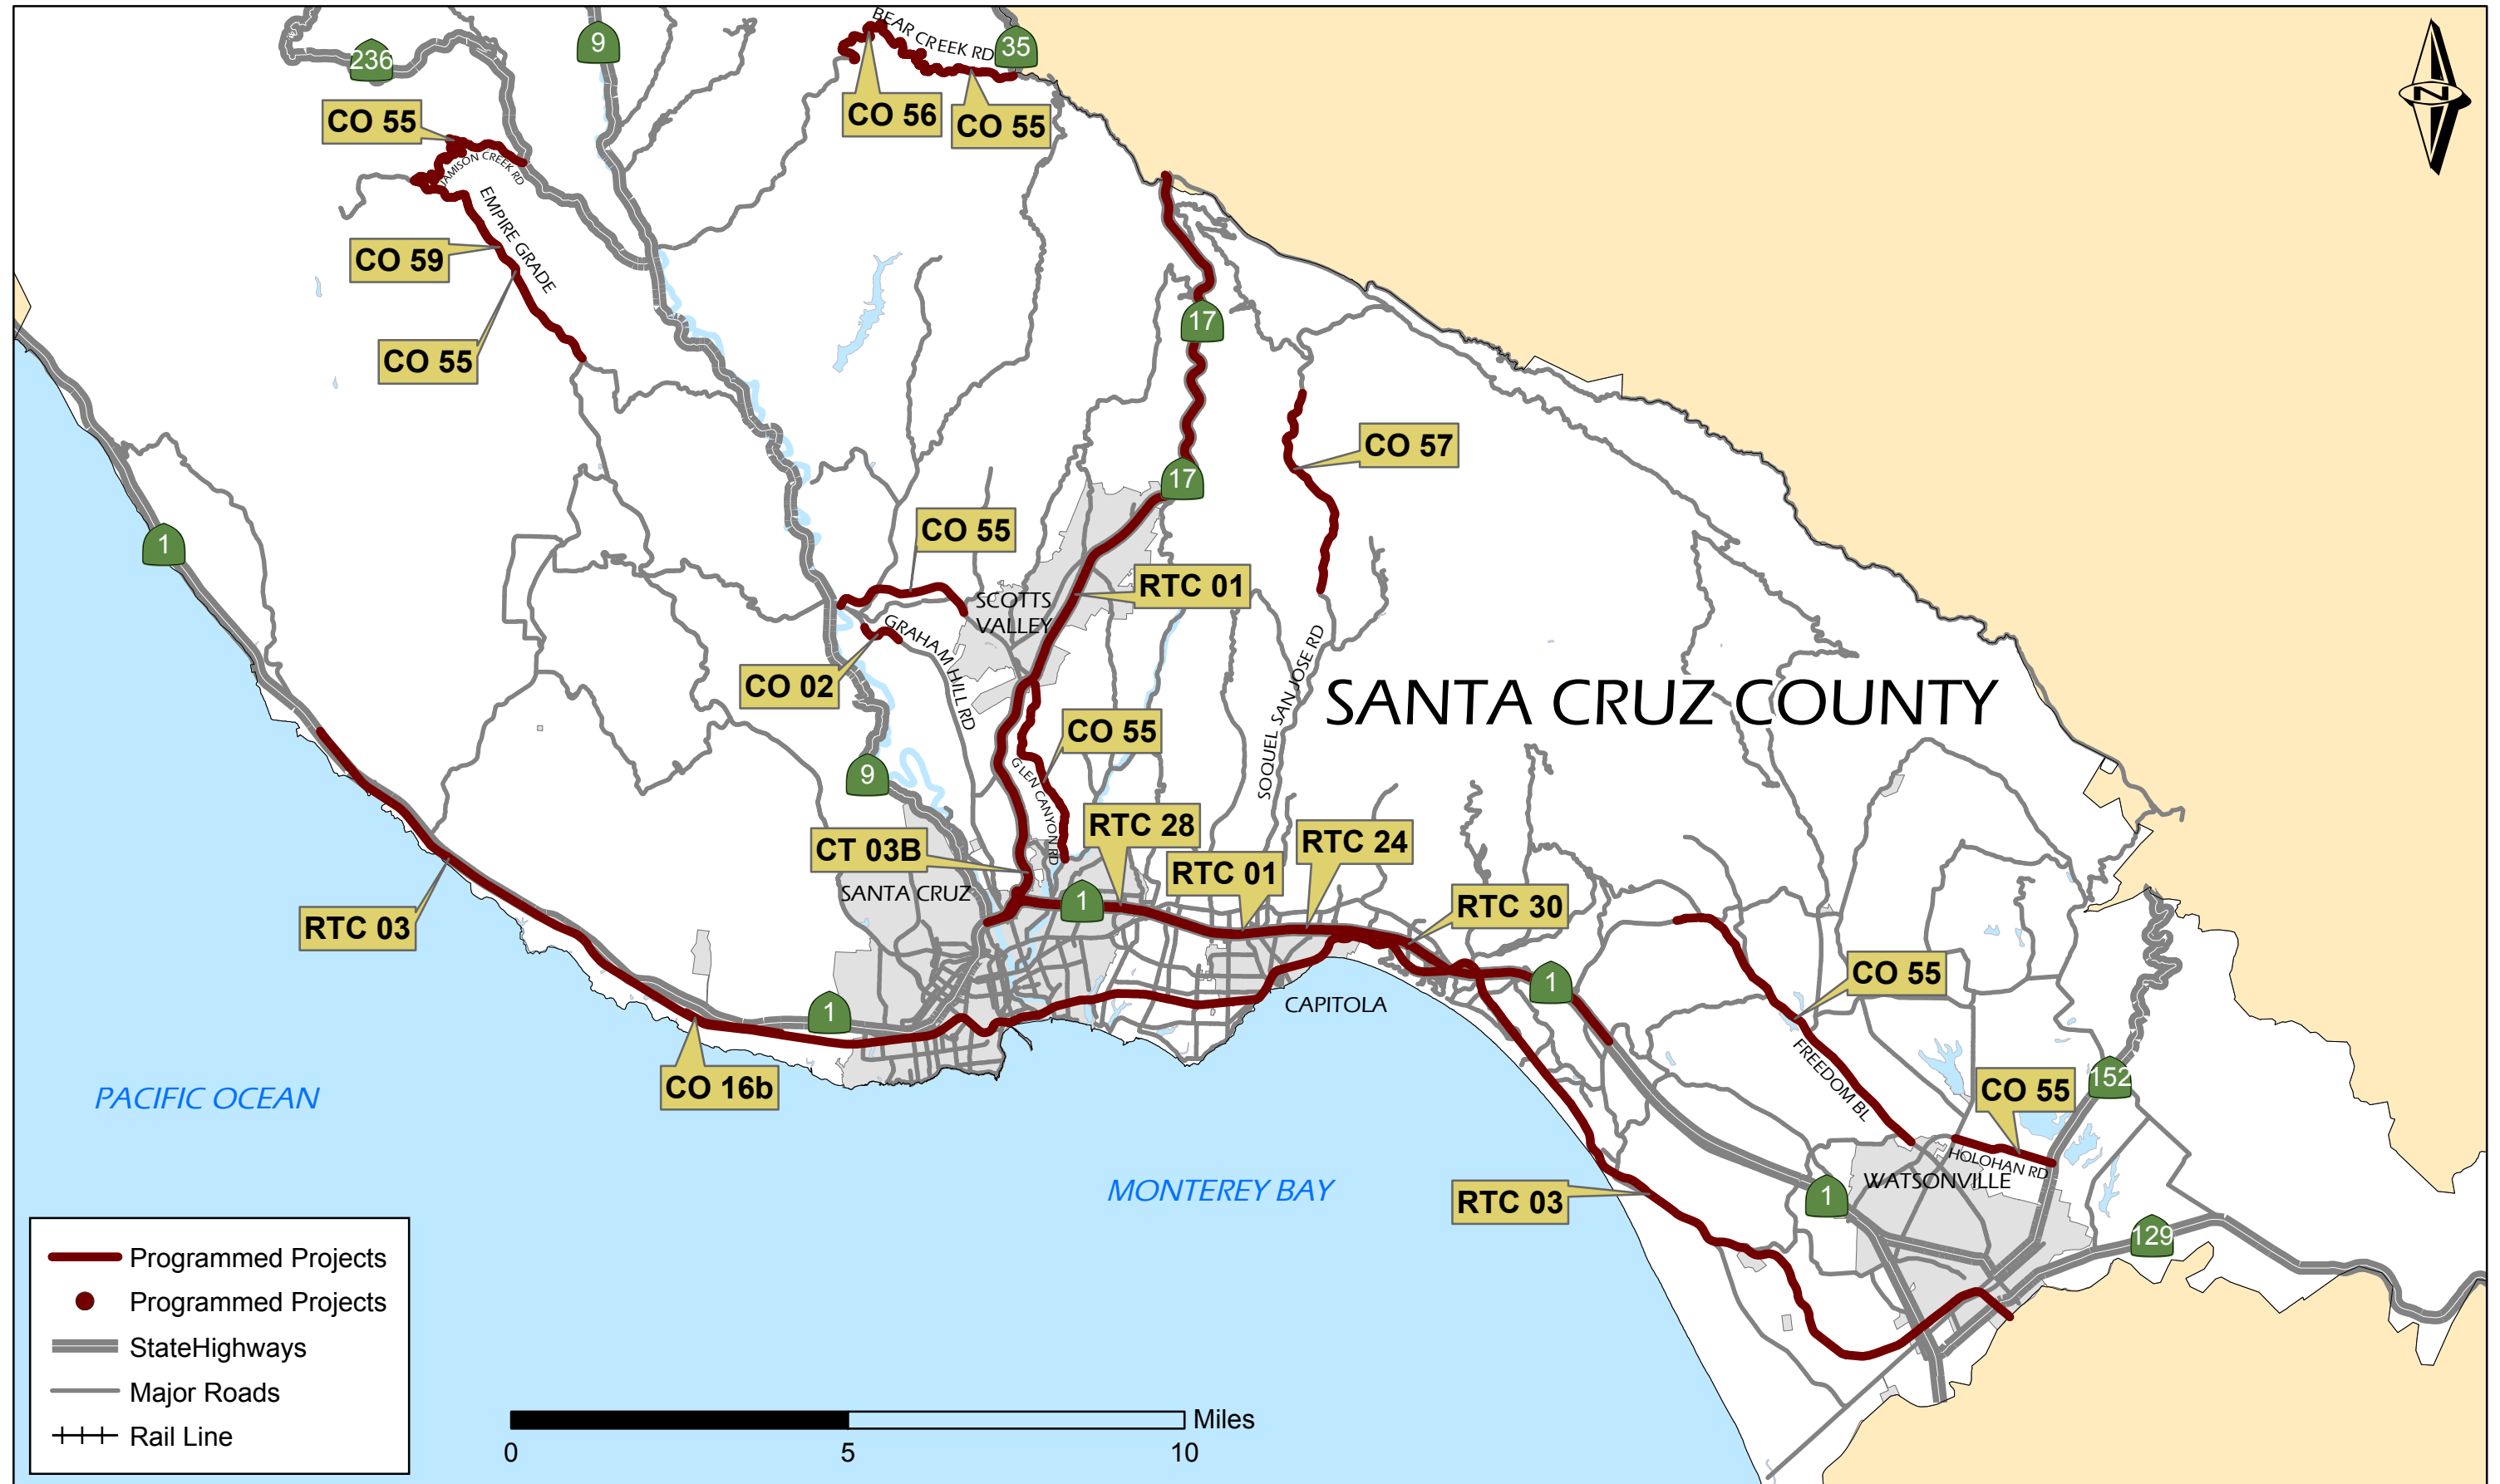 BEAR CREEK RD
9
35
236
CO 56
CO 55
CO 55
JAMISON CREEK RD
EMPIRE GRADE
CO 59
CO 55
17
CO 57
17
1
CO 55
RTC 01
SCOTTS
VALLEY
GRAHAM HILL RD
CO 02
SOQUEL SAN JOSE RD
SANTA CRUZ COUNTY
CO 55
GLEN CANYON RD
9
RTC 28
CT 03B
RTC 24
RTC 01
SANTA CRUZ
1
RTC 30
RTC 03
CO 55
1
CAPITOLA
1
FREEDOM BL
152
CO 16b
CO 55
PACIFIC OCEAN
HOLOHAN RD
WATSONVILLE
MONTEREY BAY
RTC 03
1
129
Programmed Projects
Programmed Projects
StateHighways
Major Roads
Rail Line
Miles
0 5 10
N